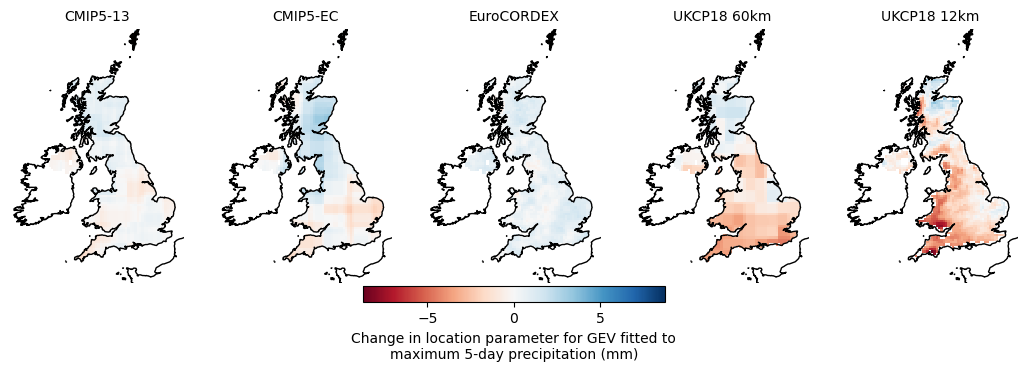 CMIP5-13 CMIP5-EC EuroCORDEX UKCP18 60km UKCP18 12km
−5 0 5
Change in location parameter for GEV fitted to
maximum 5-day precipitation (mm)